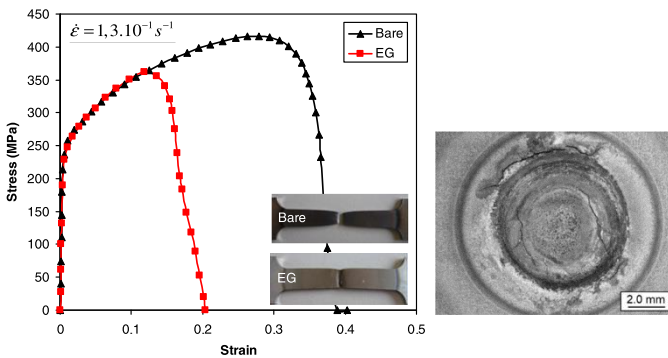 ε̇ = 1,3.10⁻¹ s⁻¹
Bare
EG
450
400
350
300
250
200
150
100
50
0
Stress (MPa)
Bare
EG
0
0.1
0.2
0.3
0.4
0.5
Strain
2.0 mm